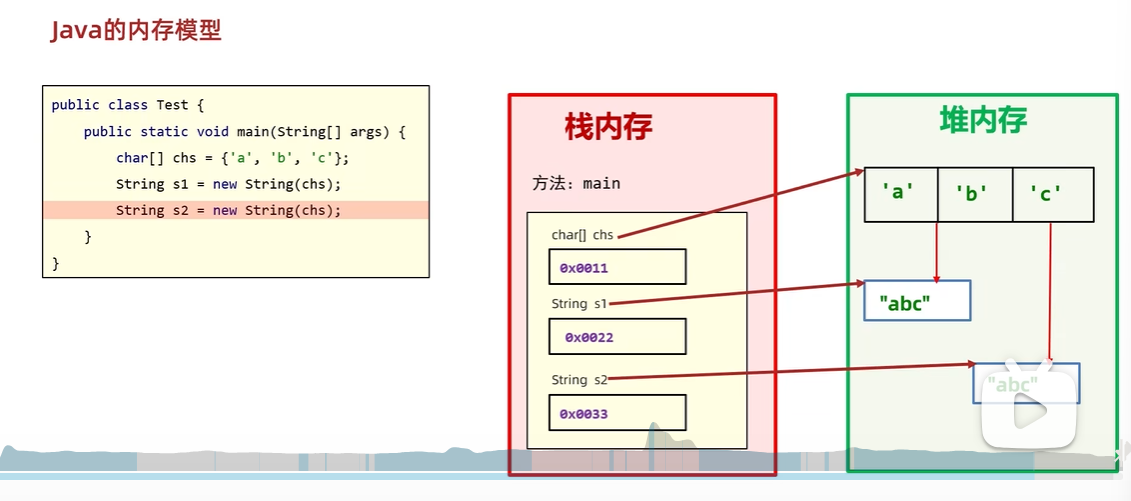 Java的内存模型
public class Test {
public static void main(String[] args) {
char[] chs = {'a', 'b', 'c'};
String s1 = new String(chs);
String s2 = new String(chs);
}
}
栈内存
方法：main
char[] chs
0x0011
String s1
0x0022
String s2
0x0033
堆内存
'a' 'b' 'c'
"abc"
"abc"